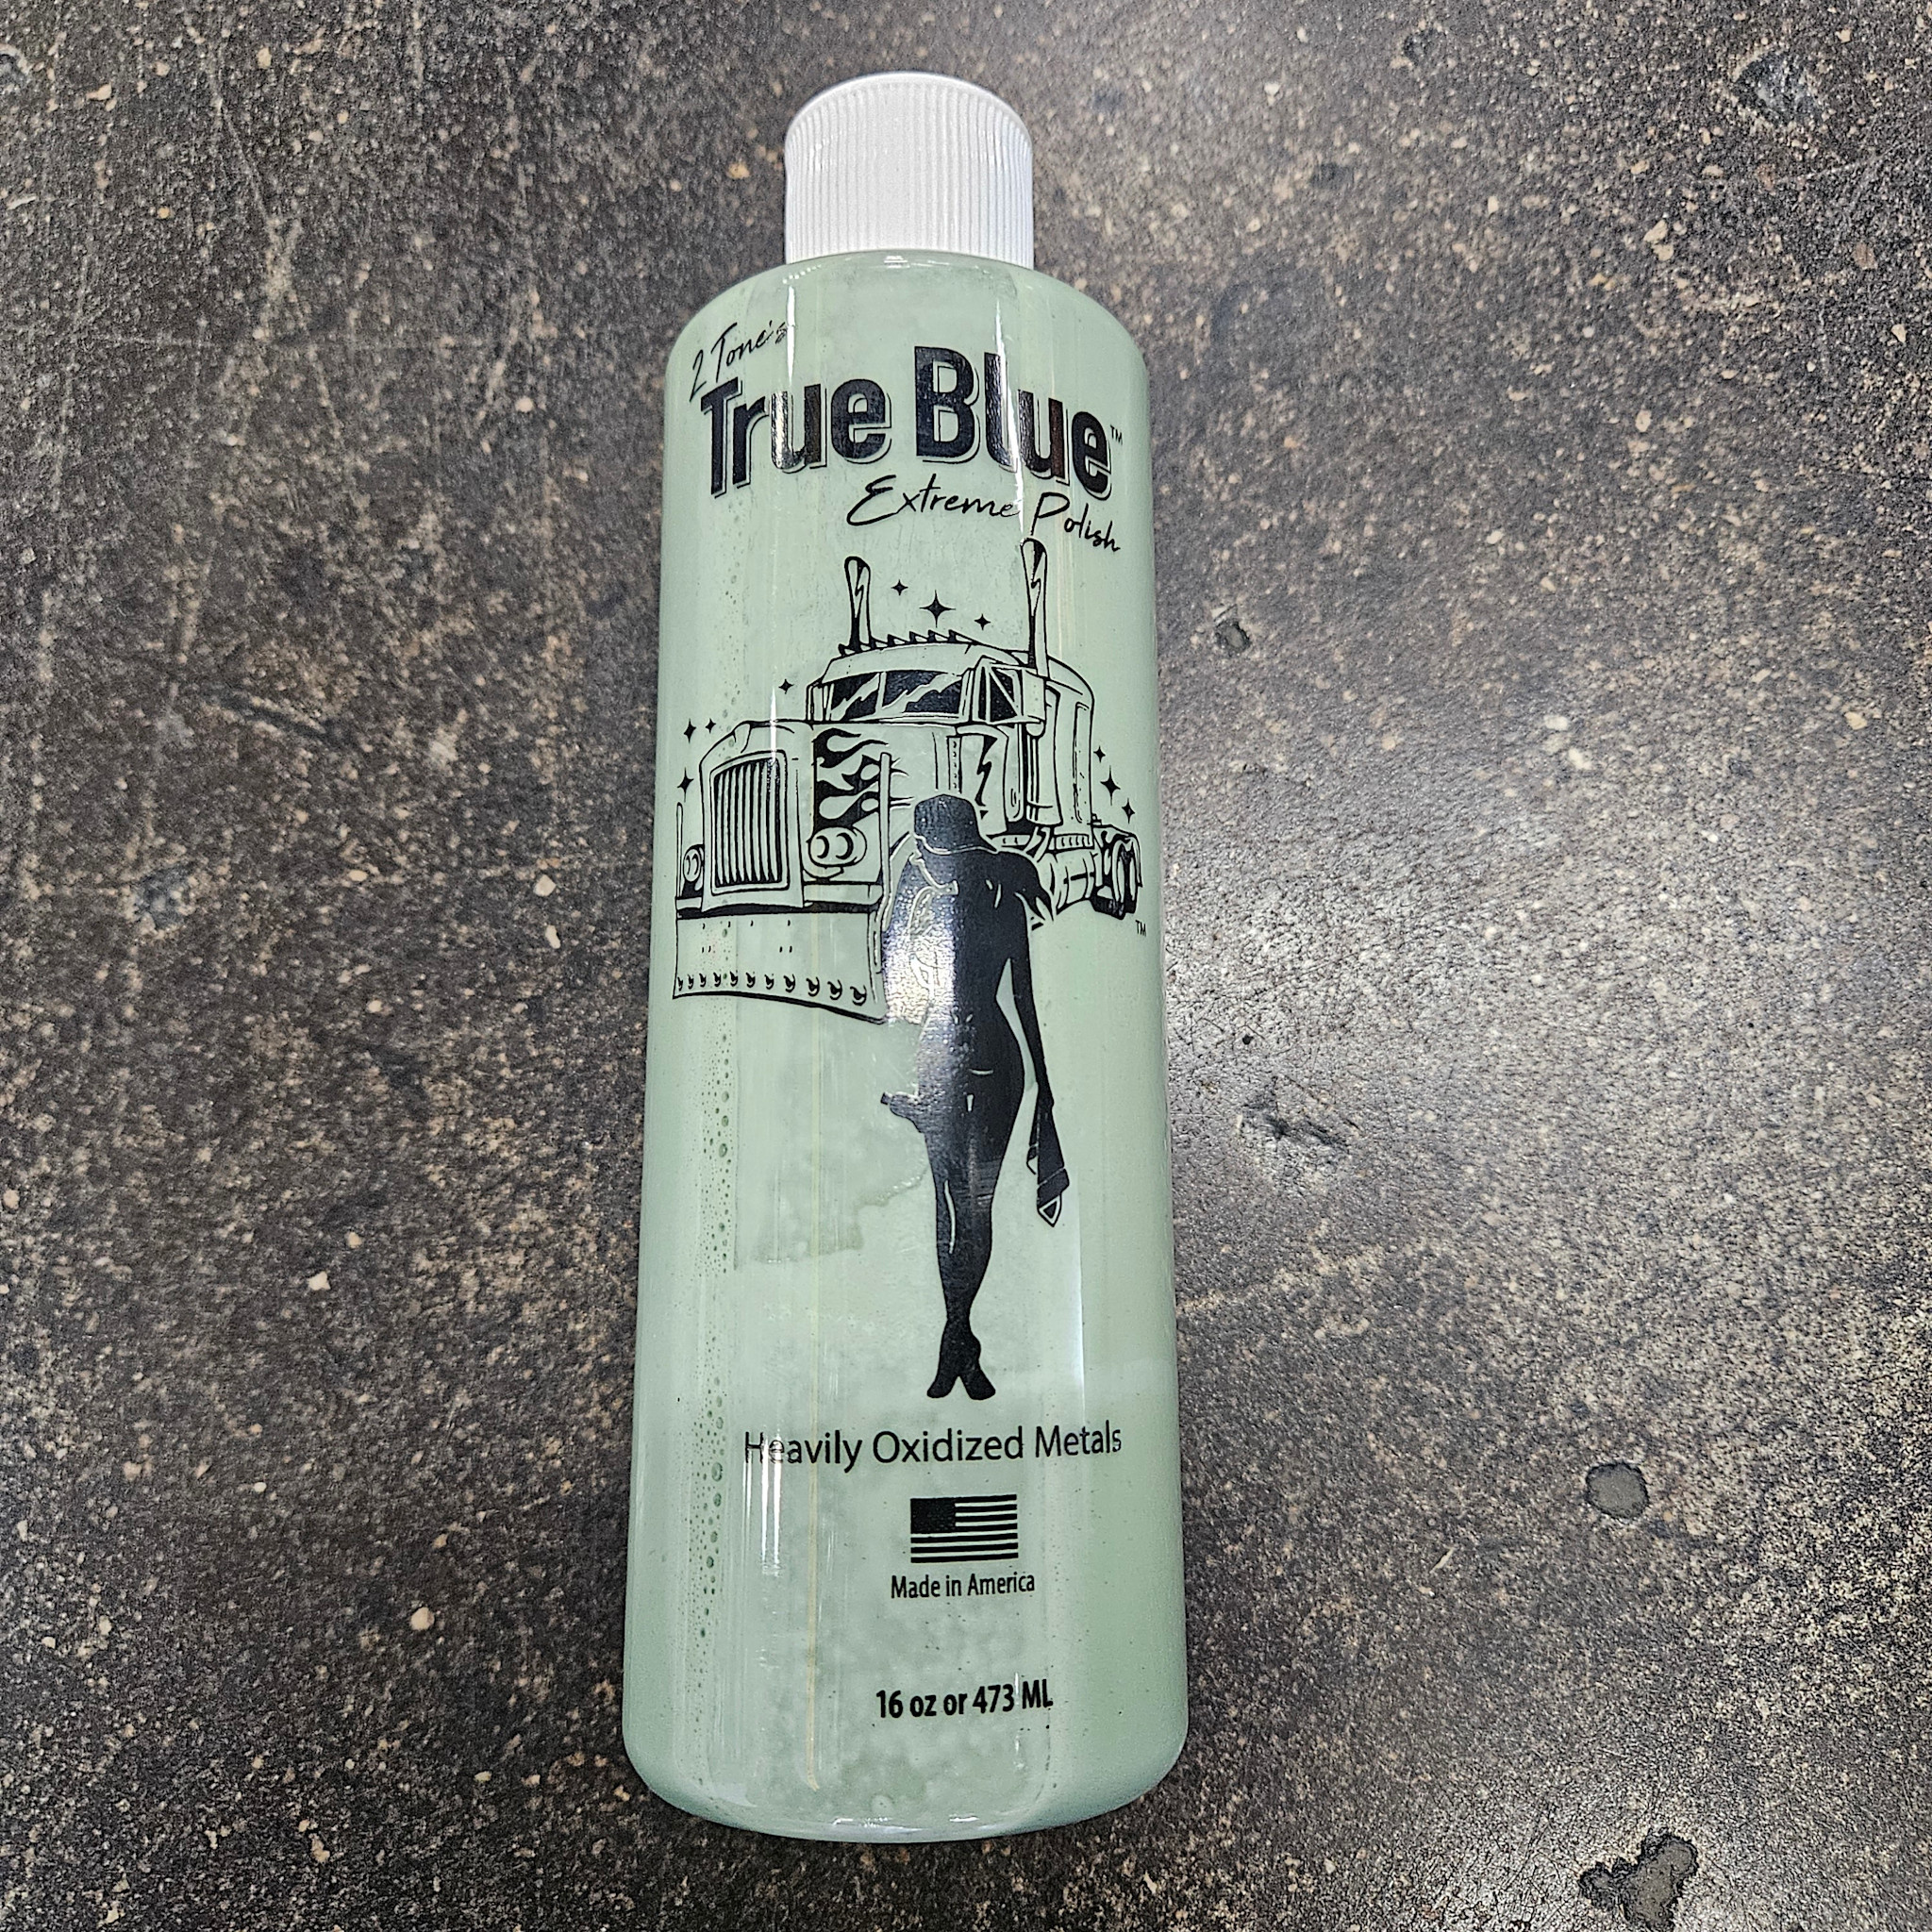 2 Tone's
True Blue™
Extreme Polish
TM
Heavily Oxidized Metals
Made in America
16 oz or 473 ML